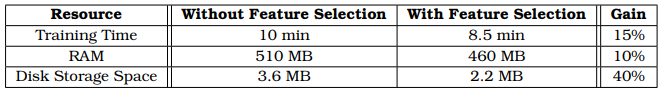 Resource Without Feature Selection With Feature Selection Gain
Training Time 10 min 8.5 min 15%
RAM 510 MB 460 MB 10%
Disk Storage Space 3.6 MB 2.2 MB 40%